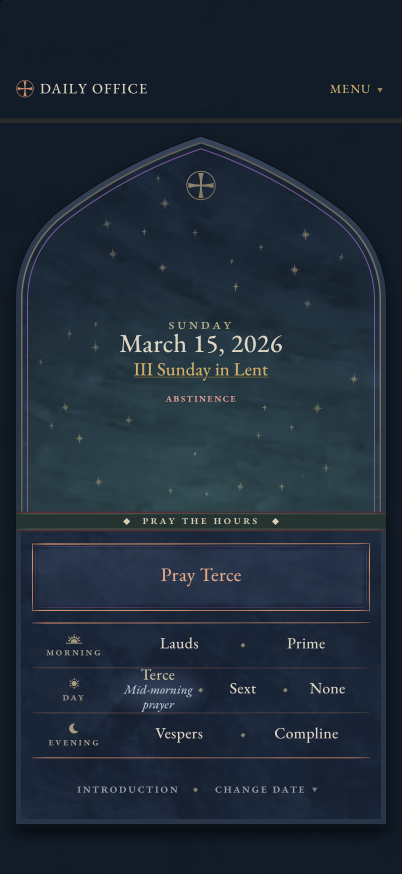 DAILY OFFICE
MENU ▼
SUNDAY
March 15, 2026
III Sunday in Lent
ABSTINENCE
◆ PRAY THE HOURS ◆
Pray Terce
MORNING
Lauds ◆ Prime
DAY
Terce
Mid-morning
prayer
◆ Sext ◆ None
EVENING
Vespers ◆ Compline
INTRODUCTION ◆ CHANGE DATE ▼